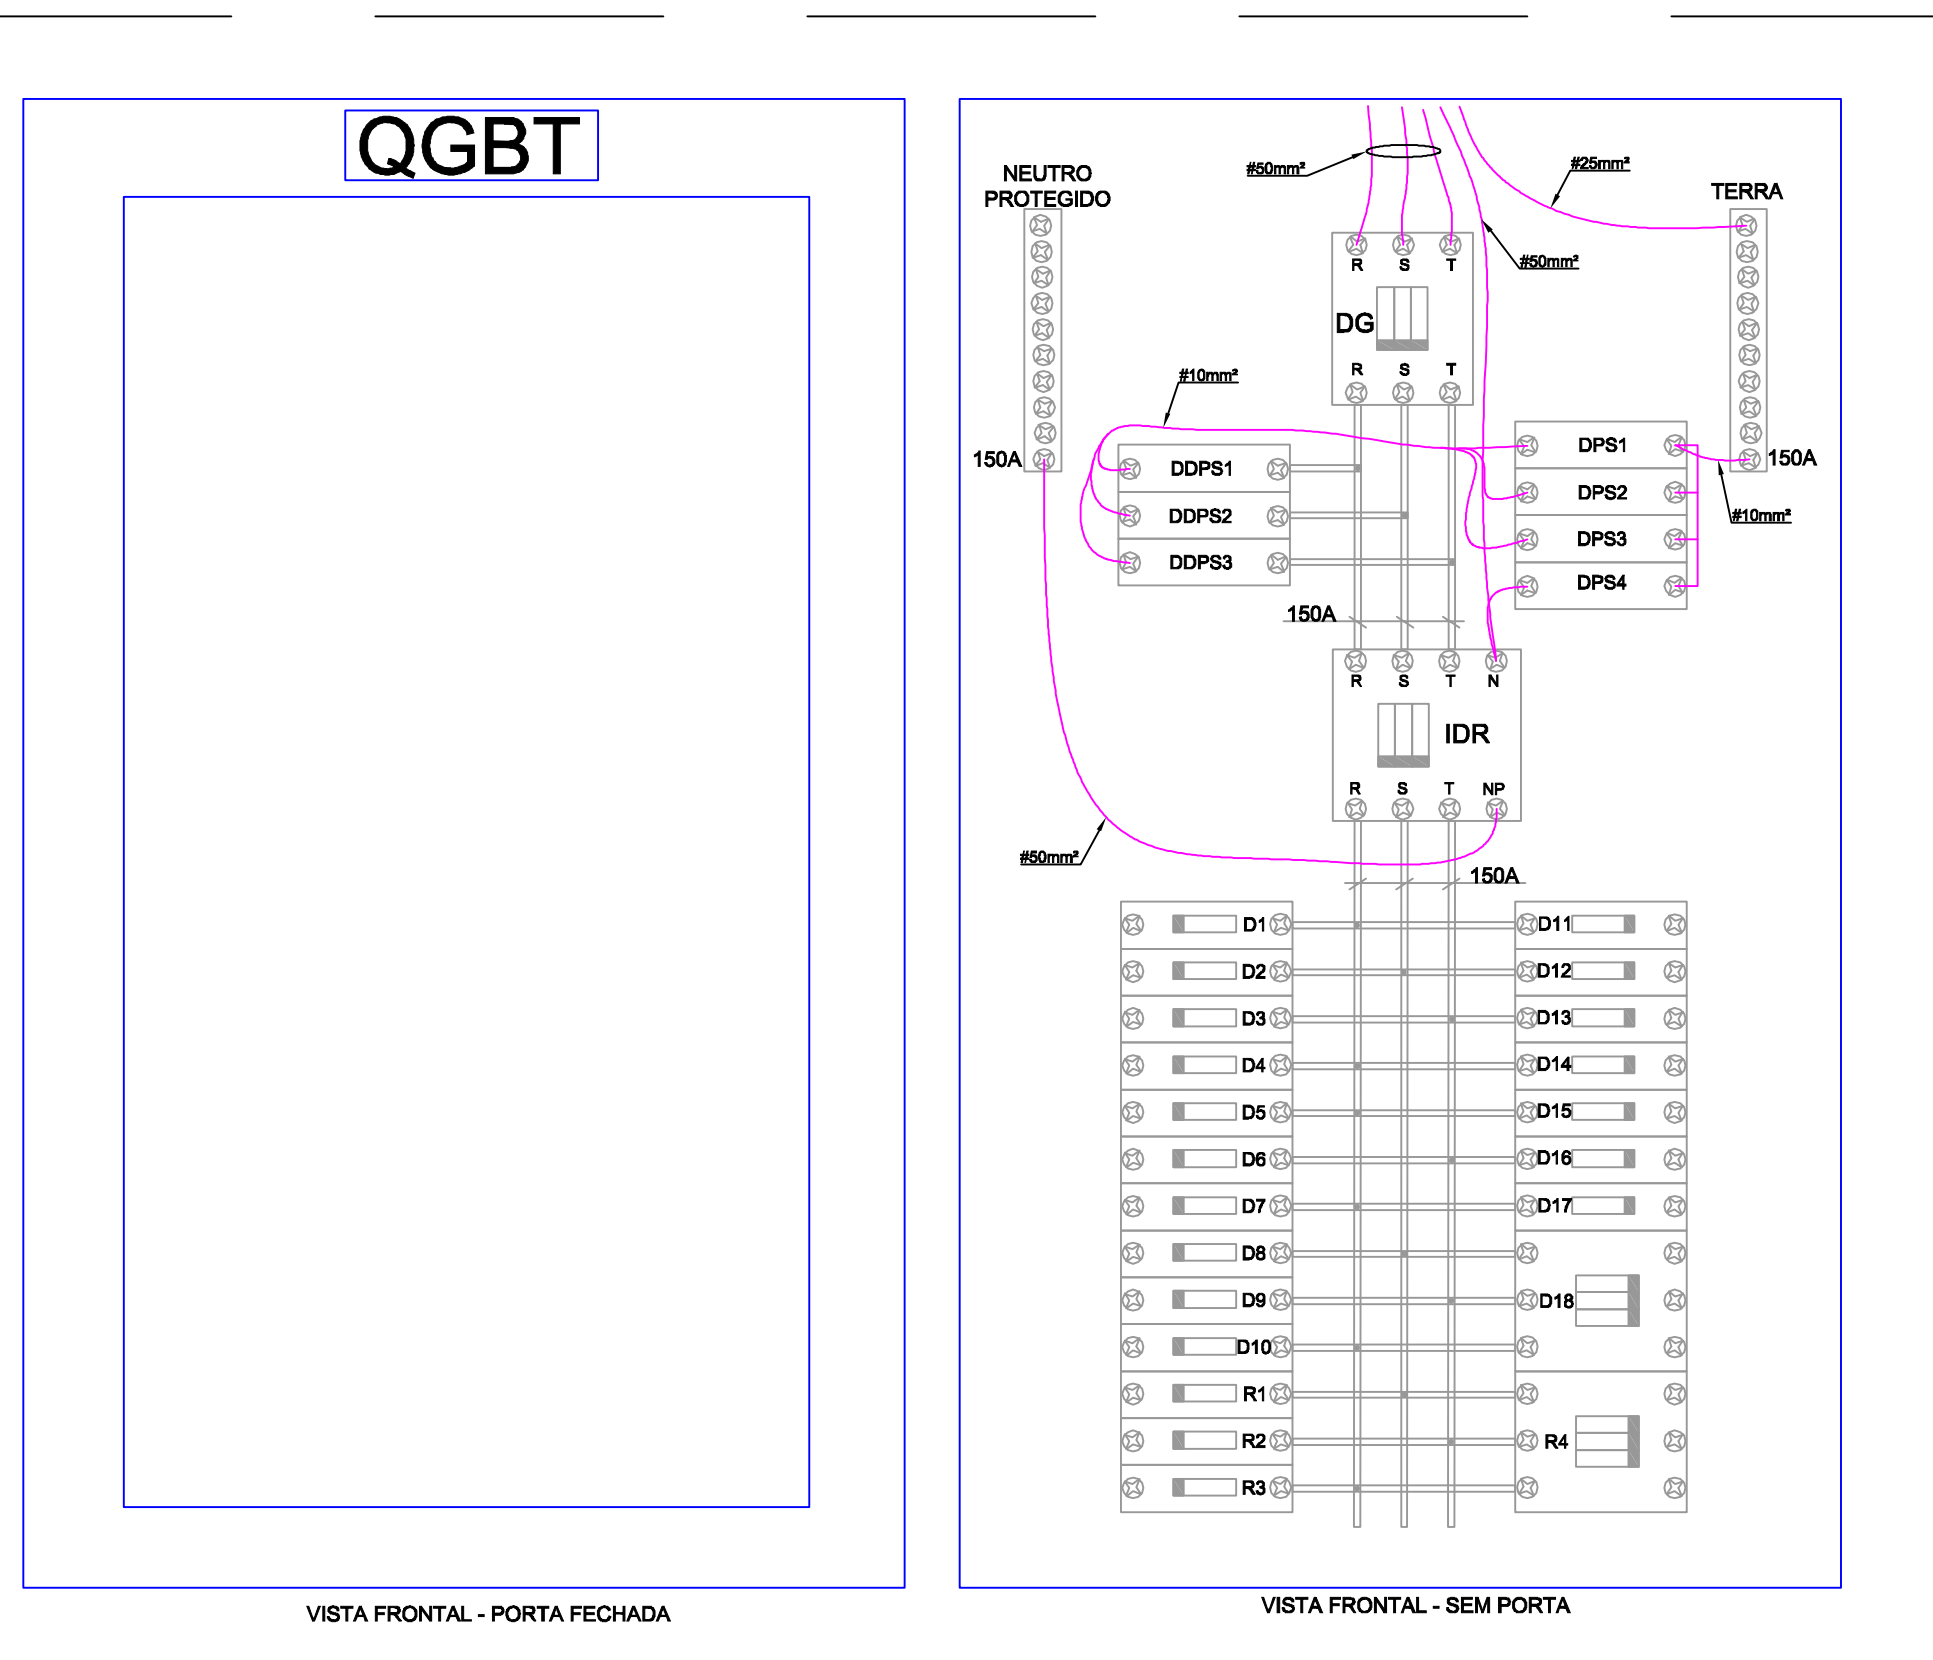 QGBT
VISTA FRONTAL - PORTA FECHADA
NEUTRO
PROTEGIDO
#50mm²
#25mm²
TERRA
#50mm²
R S T
DG
R S T
#10mm²
150A
DDPS1
DDPS2
DDPS3
DPS1
DPS2
DPS3
DPS4
150A
#10mm²
150A
R S T N
IDR
R S T NP
#50mm²
150A
D1 D11
D2 D12
D3 D13
D4 D14
D5 D15
D6 D16
D7 D17
D8
D9 D18
D10
R1
R2 R4
R3
VISTA FRONTAL - SEM PORTA